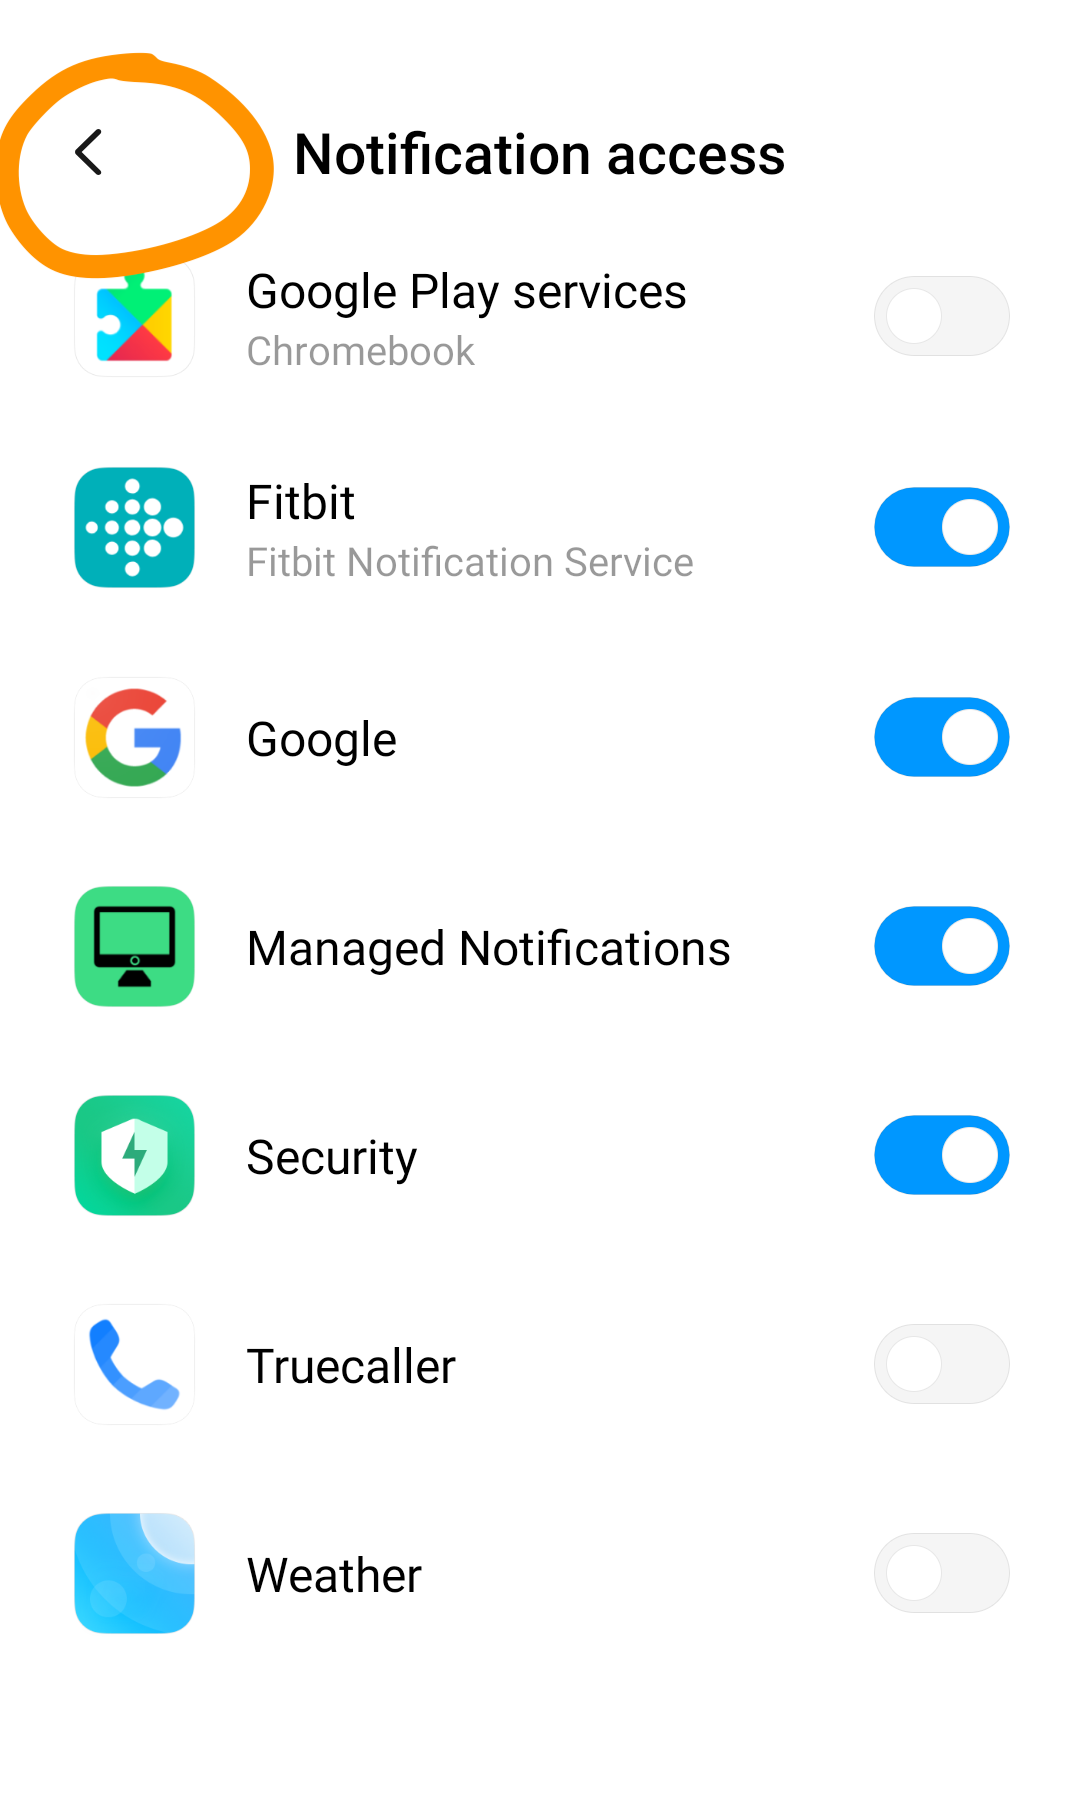 Notification access
Google Play services
Chromebook
Fitbit
Fitbit Notification Service
Google
Managed Notifications
Security
Truecaller
Weather